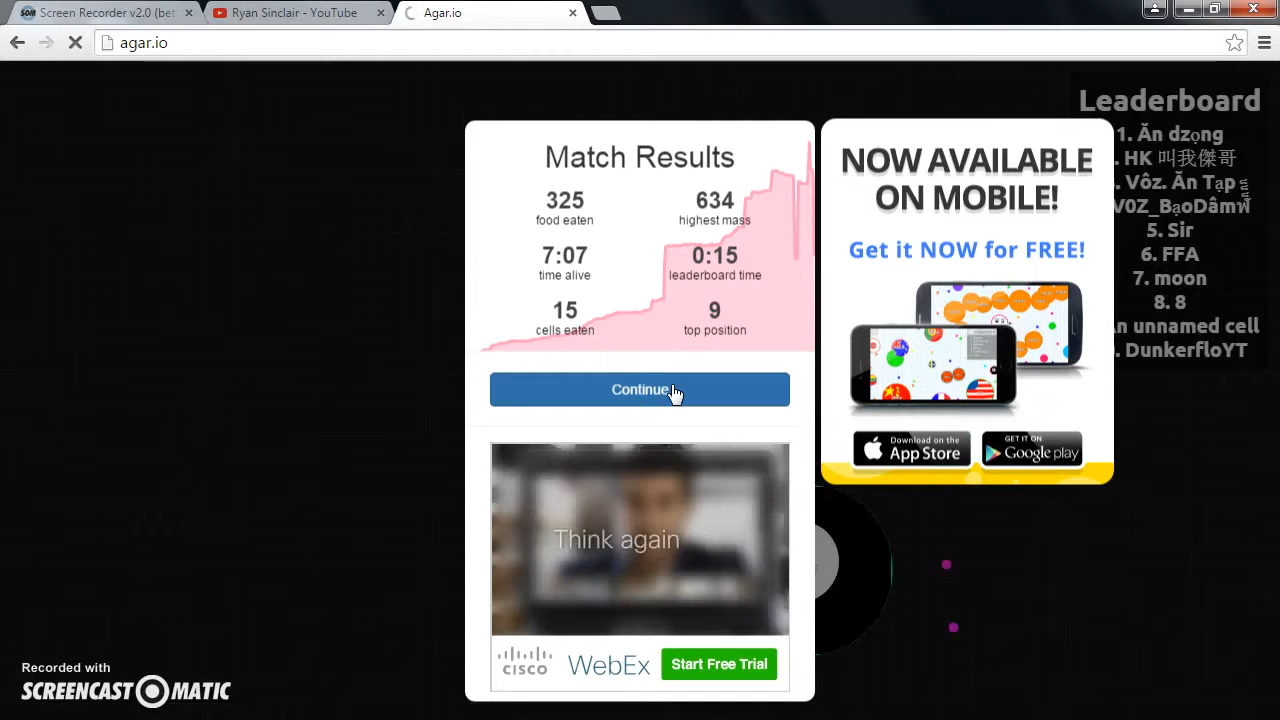 Screen Recorder v2.0 (bet
Ryan Sinclair - YouTube
Agar.io
agar.io
Leaderboard
1. Ăn dzọng
. HK 叫我傑哥
. Vôz. Ăn Tạp
V0Z_BạoDâm
5. Sir
6. FFA
7. moon
8. 8
n unnamed cell
. DunkerfloYT
Match Results
325
634
food eaten
highest mass
7:07
0:15
time alive
leaderboard time
15
9
cells eaten
top position
Continue
NOW AVAILABLE
ON MOBILE!
Get it NOW for FREE!
Download on the
App Store
GET IT ON
Google play
Think again
CISCO
WebEx
Start Free Trial
Recorded with
SCREENCAST MATIC